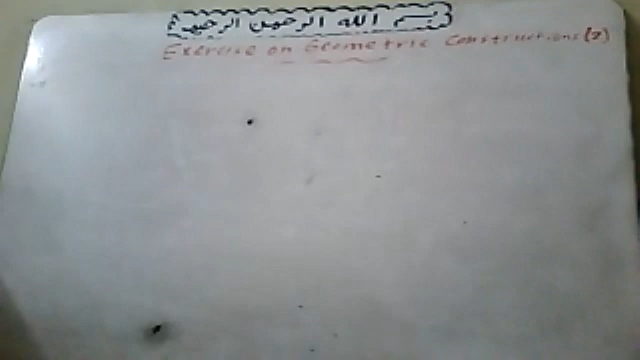 بسم الله الرحمن الرحيم
Exercise on Geometric Constructions (2)